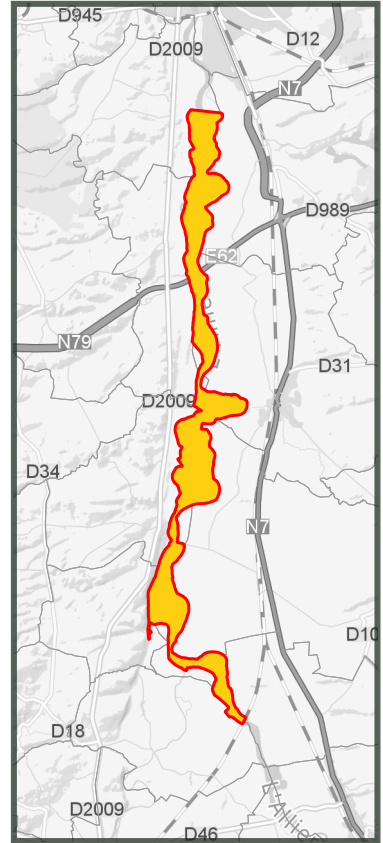 D945
D2009
D12
N7
D989
E62
N79
D31
D2009
D34
N7
D10
D18
L'Allier
D2009
D46